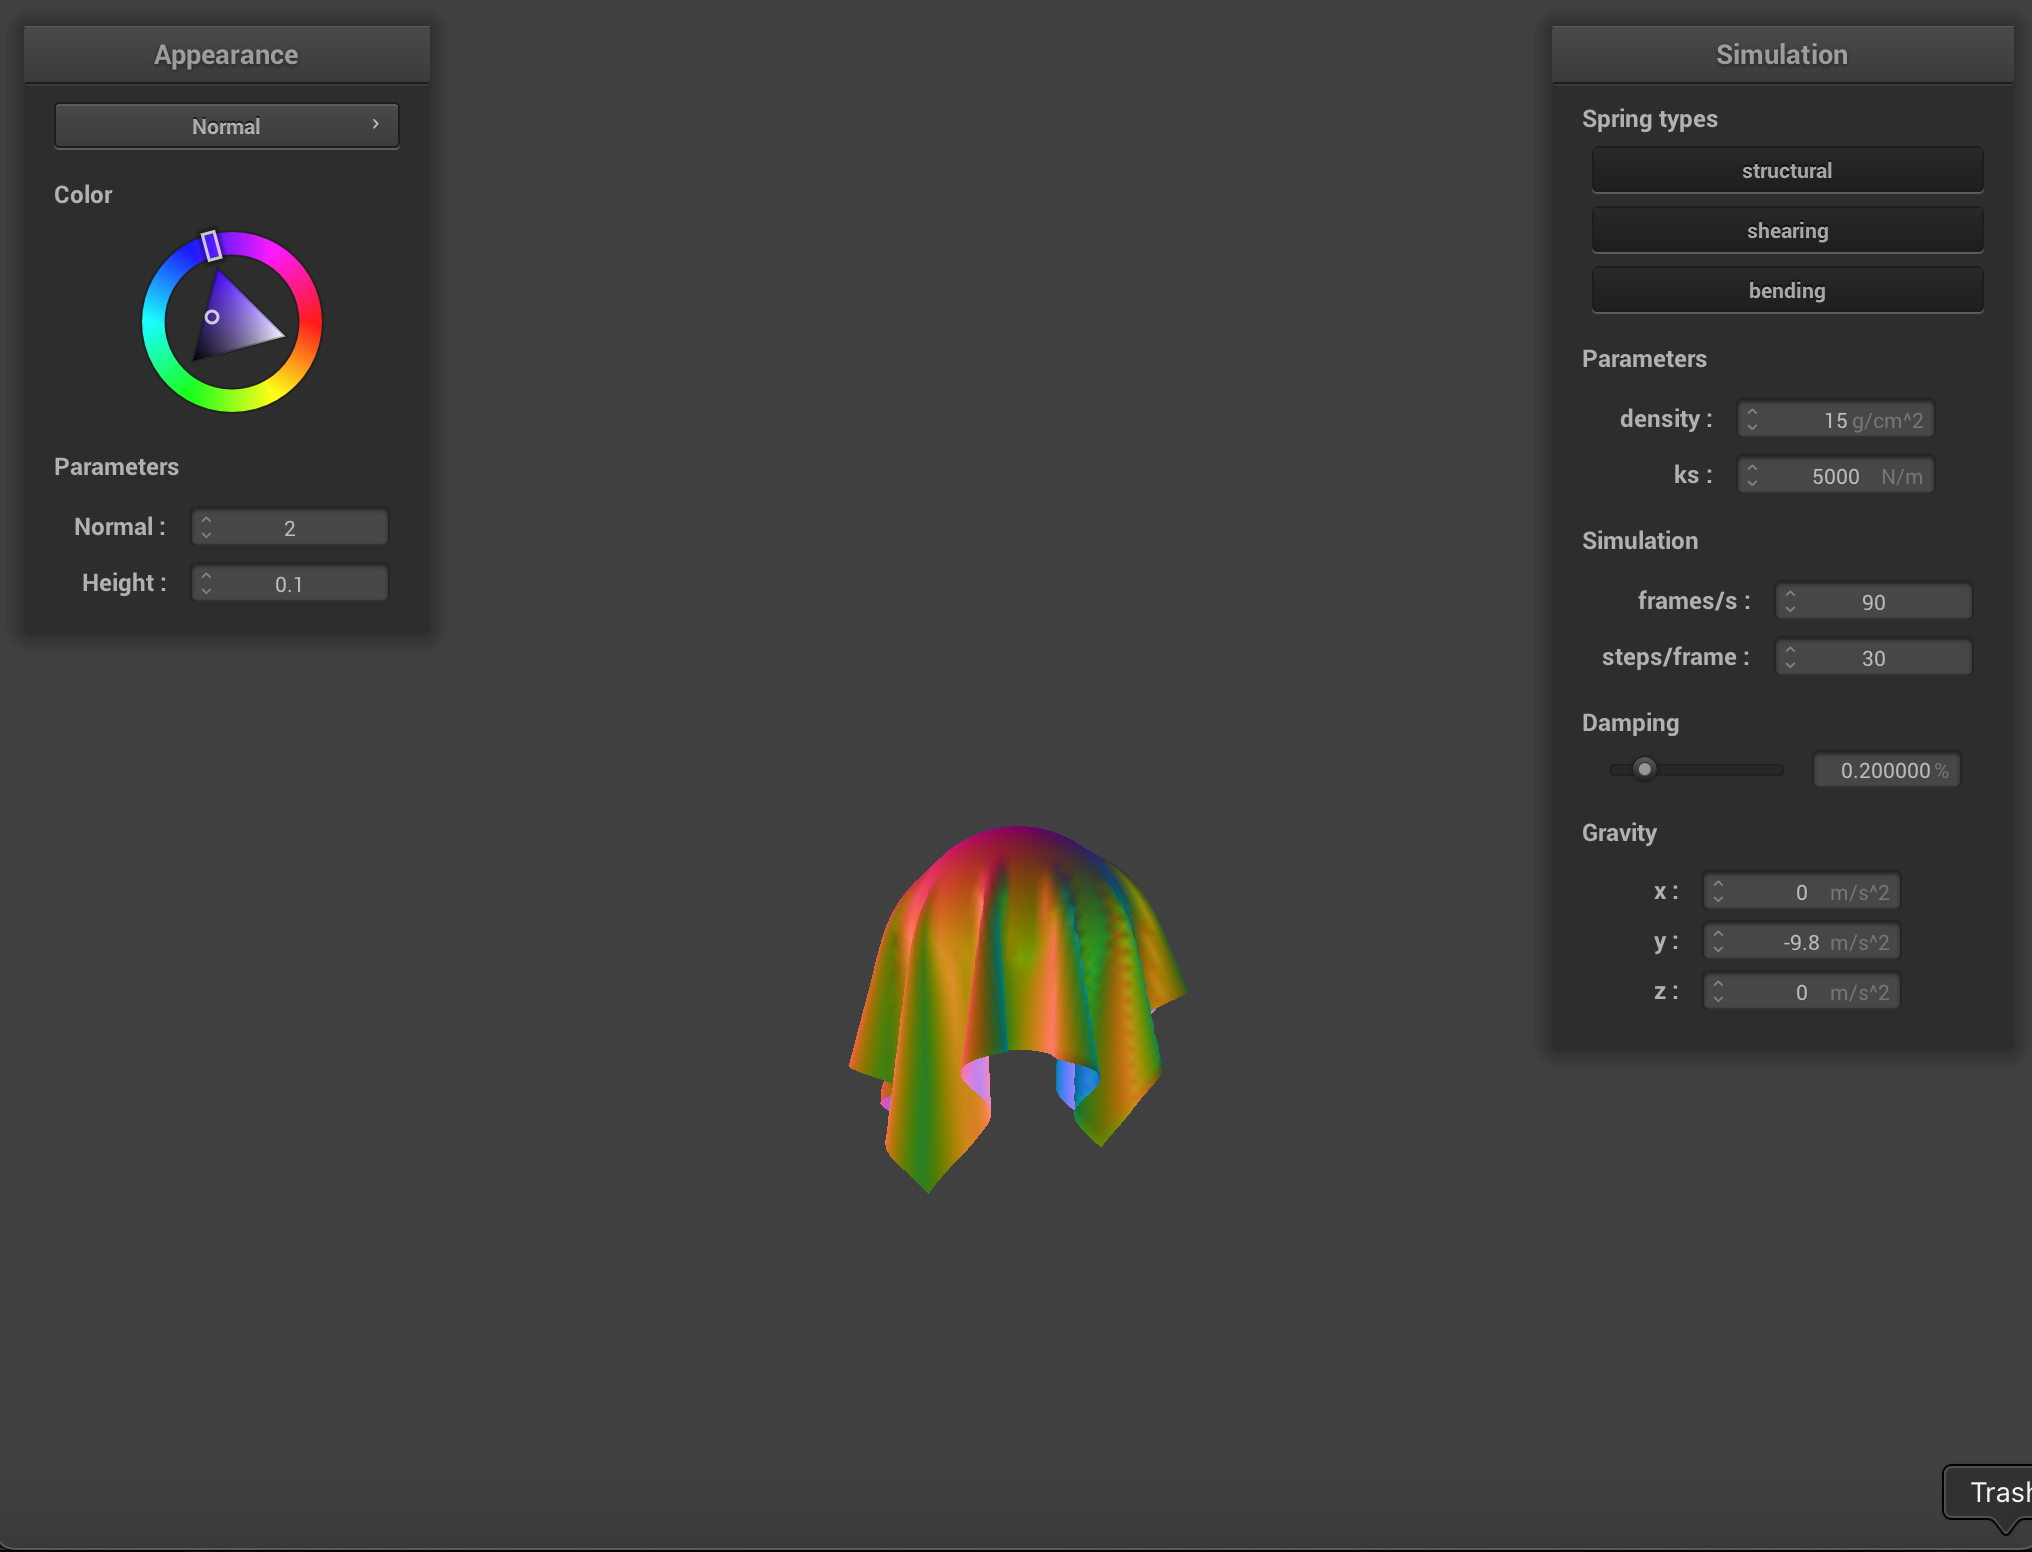 Appearance
Normal
Color
Parameters
Normal : 2
Height : 0.1
Simulation
Spring types
structural
shearing
bending
Parameters
density : 15 g/cm^2
ks : 5000 N/m
Simulation
frames/s : 90
steps/frame : 30
Damping
0.200000 %
Gravity
x : 0 m/s^2
y : -9.8 m/s^2
z : 0 m/s^2